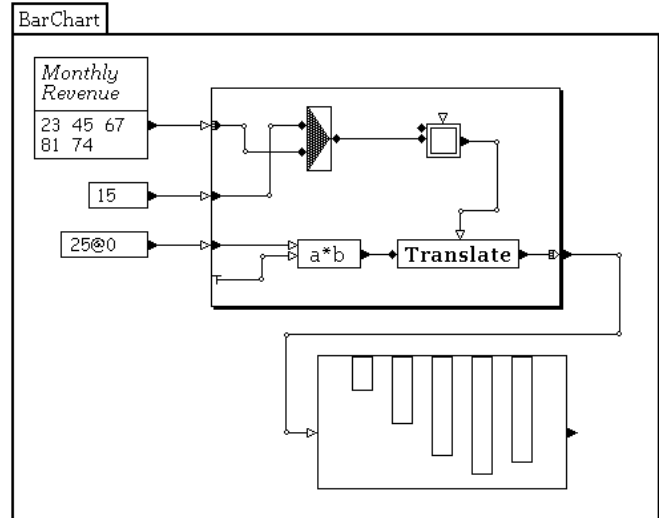 BarChart
Monthly
Revenue
23 45 67
81 74
15
25@0
a*b
Translate